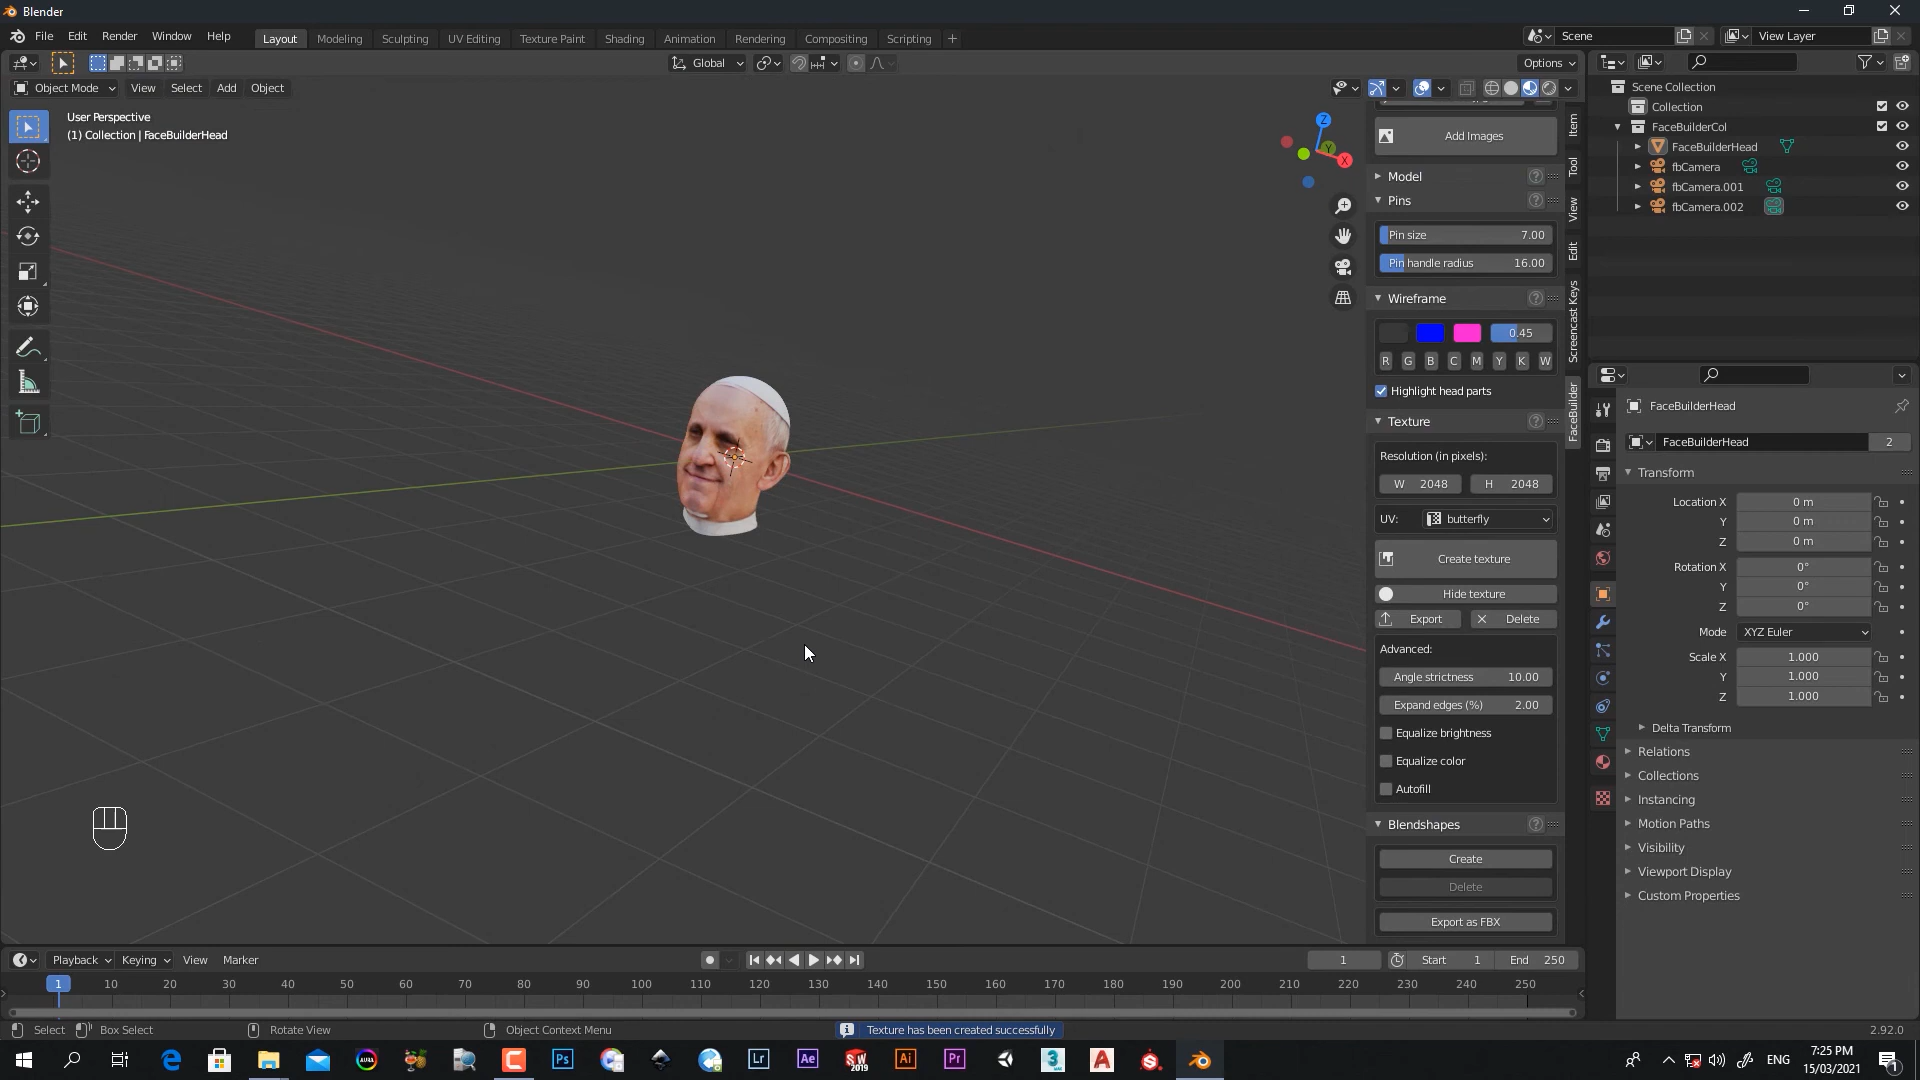 Blender
File Edit Render Window Help
Layout Modeling Sculpting UV Editing Texture Paint Shading Animation Rendering Compositing Scripting +
Scene
View Layer
Global
Options
Object Mode View Select Add Object
User Perspective
(1) Collection | FaceBuilderHead
Z
Y
X
Add Images
Model
Pins
Pin size 7.00
Pin handle radius 16.00
Wireframe
0.45
R G B C M Y K W
Highlight head parts
Texture
Resolution (in pixels):
W 2048 H 2048
UV: butterfly
Create texture
Hide texture
Export Delete
Advanced:
Angle strictness 10.00
Expand edges (%) 2.00
Equalize brightness
Equalize color
Autofill
Blendshapes
Create
Delete
Export as FBX
Item
Tool
View
Edit
Screencast Keys
FaceBuilder
Scene Collection
Collection
FaceBuilderCol
FaceBuilderHead
fbCamera
fbCamera.001
fbCamera.002
FaceBuilderHead
FaceBuilderHead 2
Transform
Location X 0 m
Y 0 m
Z 0 m
Rotation X 0°
Y 0°
Z 0°
Mode XYZ Euler
Scale X 1.000
Y 1.000
Z 1.000
Delta Transform
Relations
Collections
Instancing
Motion Paths
Visibility
Viewport Display
Custom Properties
Playback Keying View Marker
1 Start 1 End 250
1 10 20 30 40 50 60 70 80 90 100 110 120 130 140 150 160 170 180 190 200 210 220 230 240 250
Select Box Select Rotate View Object Context Menu Texture has been created successfully 2.92.0
AURA Ps Lr Ae SW 2019 Ai Pr 3 A
ENG
7:25 PM
15/03/2021
1